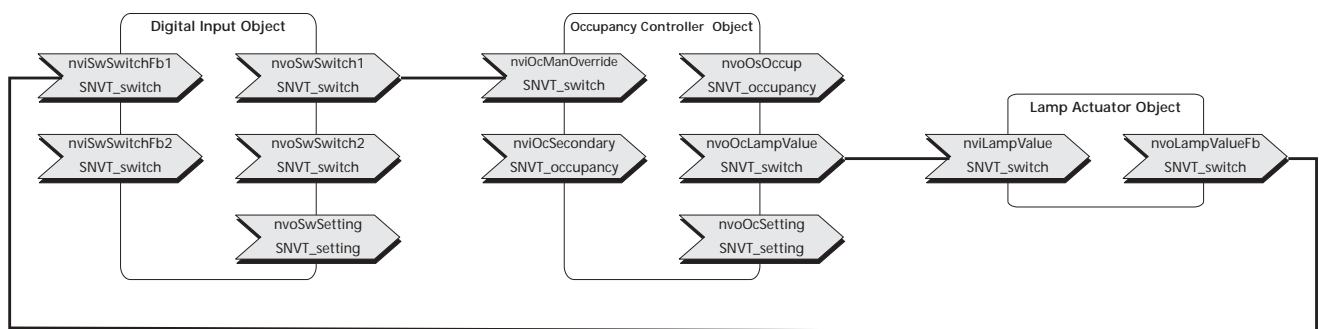 Digital Input Object
nviSwSwitchFb1
SNVT_switch
nvoSwSwitch1
SNVT_switch
nviSwSwitchFb2
SNVT_switch
nvoSwSwitch2
SNVT_switch
nvoSwSetting
SNVT_setting
Occupancy Controller Object
nviOcManOverride
SNVT_switch
nvoOsOccup
SNVT_occupancy
nviOcSecondary
SNVT_occupancy
nvoOcLampValue
SNVT_switch
nvoOcSetting
SNVT_setting
Lamp Actuator Object
nviLampValue
SNVT_switch
nvoLampValueFb
SNVT_switch